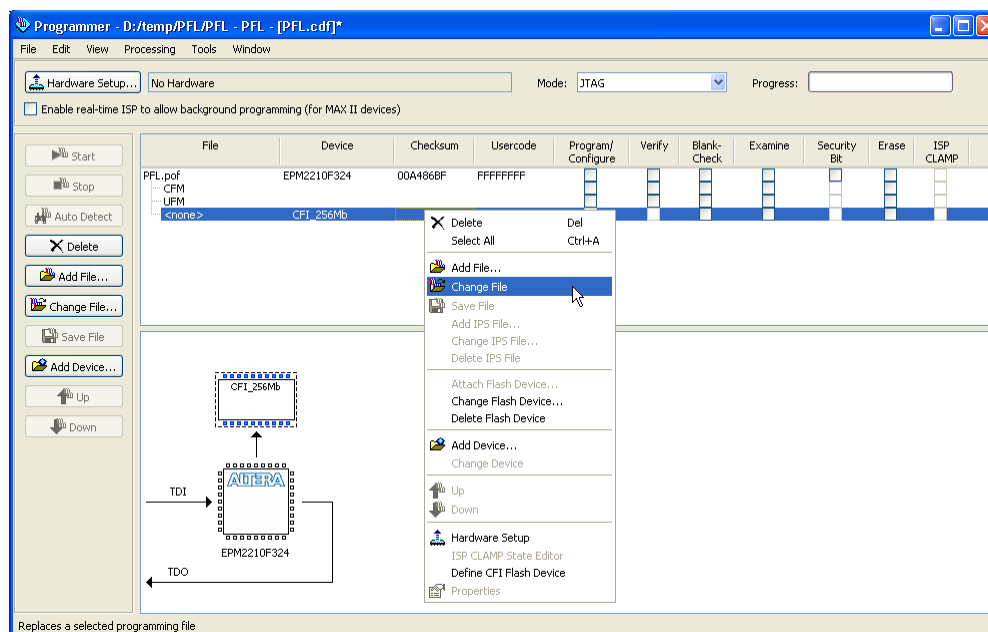 Programmer - D:/temp/PFL/PFL - PFL - [PFL.cdf]*
File Edit View Processing Tools Window
Hardware Setup... No Hardware Mode: JTAG Progress:
Enable real-time ISP to allow background programming (for MAX II devices)
Start
Stop
Auto Detect
Delete
Add File...
Change File...
Save File
Add Device...
Up
Down
File Device Checksum Usercode Program/ Configure Verify Blank- Check Examine Security Bit Erase ISP CLAMP
PFL.pof EPM2210F324 00A486BF FFFFFFFF
CFM
UFM
<none> CFI_256Mb
Delete Del
Select All Ctrl+A
Add File...
Change File
Save File
Add IPS File...
Change IPS File...
Delete IPS File
Attach Flash Device...
Change Flash Device...
Delete Flash Device
Add Device...
Change Device
Up
Down
Hardware Setup
ISP CLAMP State Editor
Define CFI Flash Device
Properties
CFI_256Mb
ALTERA
TDI
EPM2210F324
TDO
Replaces a selected programming file